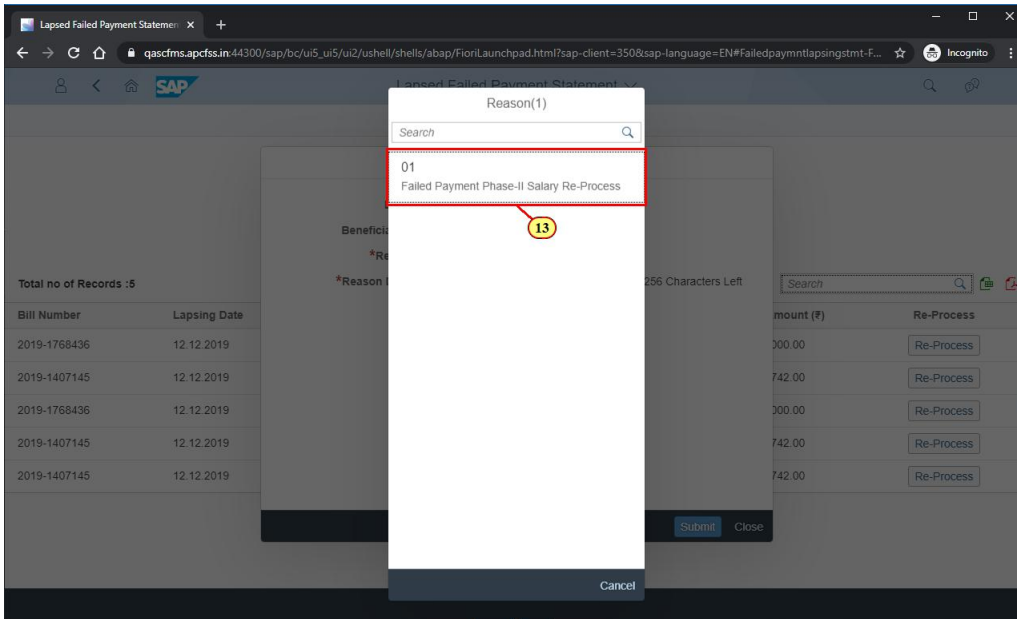 Lapsed Failed Payment Statemen
qascfms.apcfss.in:44300/sap/bc/ui5_ui5/ui2/ushell/shells/abap/FioriLaunchpad.html?sap-client=350&sap-language=EN#Failedpaymntlapsingstmt-F...
Incognito
SAP
Lapsed Failed Payment Statement
Reason(1)
Search
01
Failed Payment Phase-II Salary Re-Process
13
*Reason
256 Characters Left
Total no of Records :5
Search
Bill Number Lapsing Date (₹) Re-Process
2019-1768436 12.12.2019 000.00 Re-Process
2019-1407145 12.12.2019 742.00 Re-Process
2019-1768436 12.12.2019 000.00 Re-Process
2019-1407145 12.12.2019 742.00 Re-Process
2019-1407145 12.12.2019 742.00 Re-Process
Submit Close
Cancel